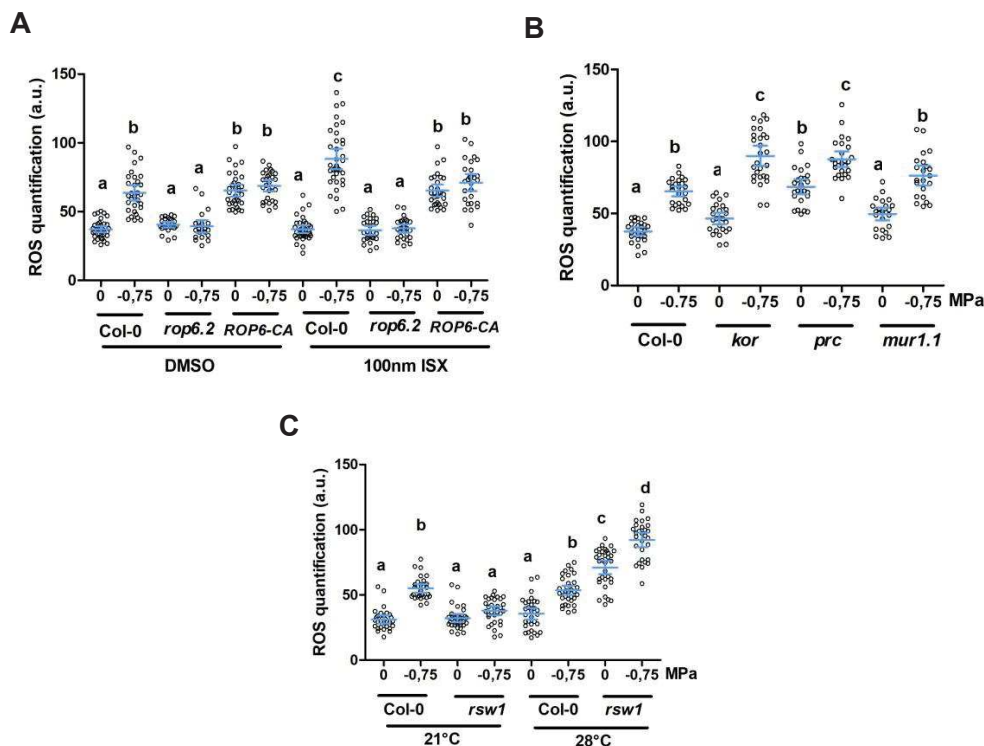 A
ROS quantification (a.u.)
150
100
50
0
a b a a b b a c a a b b
0 -0,75 0 -0,75 0 -0,75 0 -0,75 0 -0,75 0 -0,75
Col-0 rop6.2 ROP6-CA Col-0 rop6.2 ROP6-CA
DMSO 100nm ISX
B
ROS quantification (a.u.)
150
100
50
0
a b a c b c a b
0 -0,75 0 -0,75 0 -0,75 0 -0,75 MPa
Col-0 kor prc mur1.1
C
ROS quantification (a.u.)
150
100
50
0
a b a a a b c d
0 -0,75 0 -0,75 0 -0,75 0 -0,75 MPa
Col-0 rsw1 Col-0 rsw1
21°C 28°C